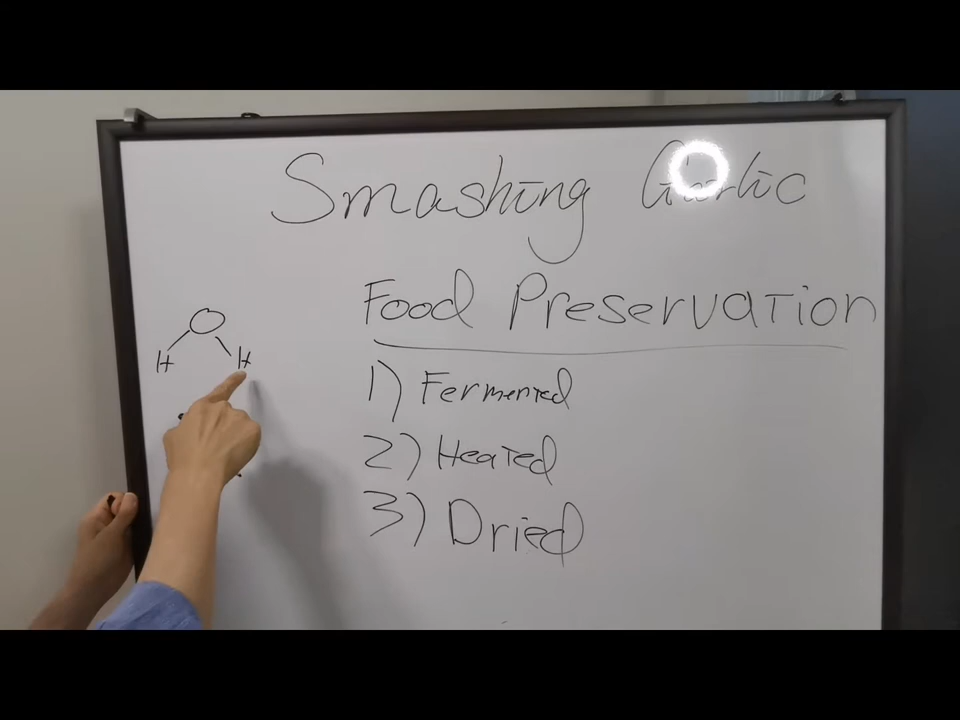 Smashing Garlic
Food Preservation
O
H H
1) Fermented
2) Heated
3) Dried